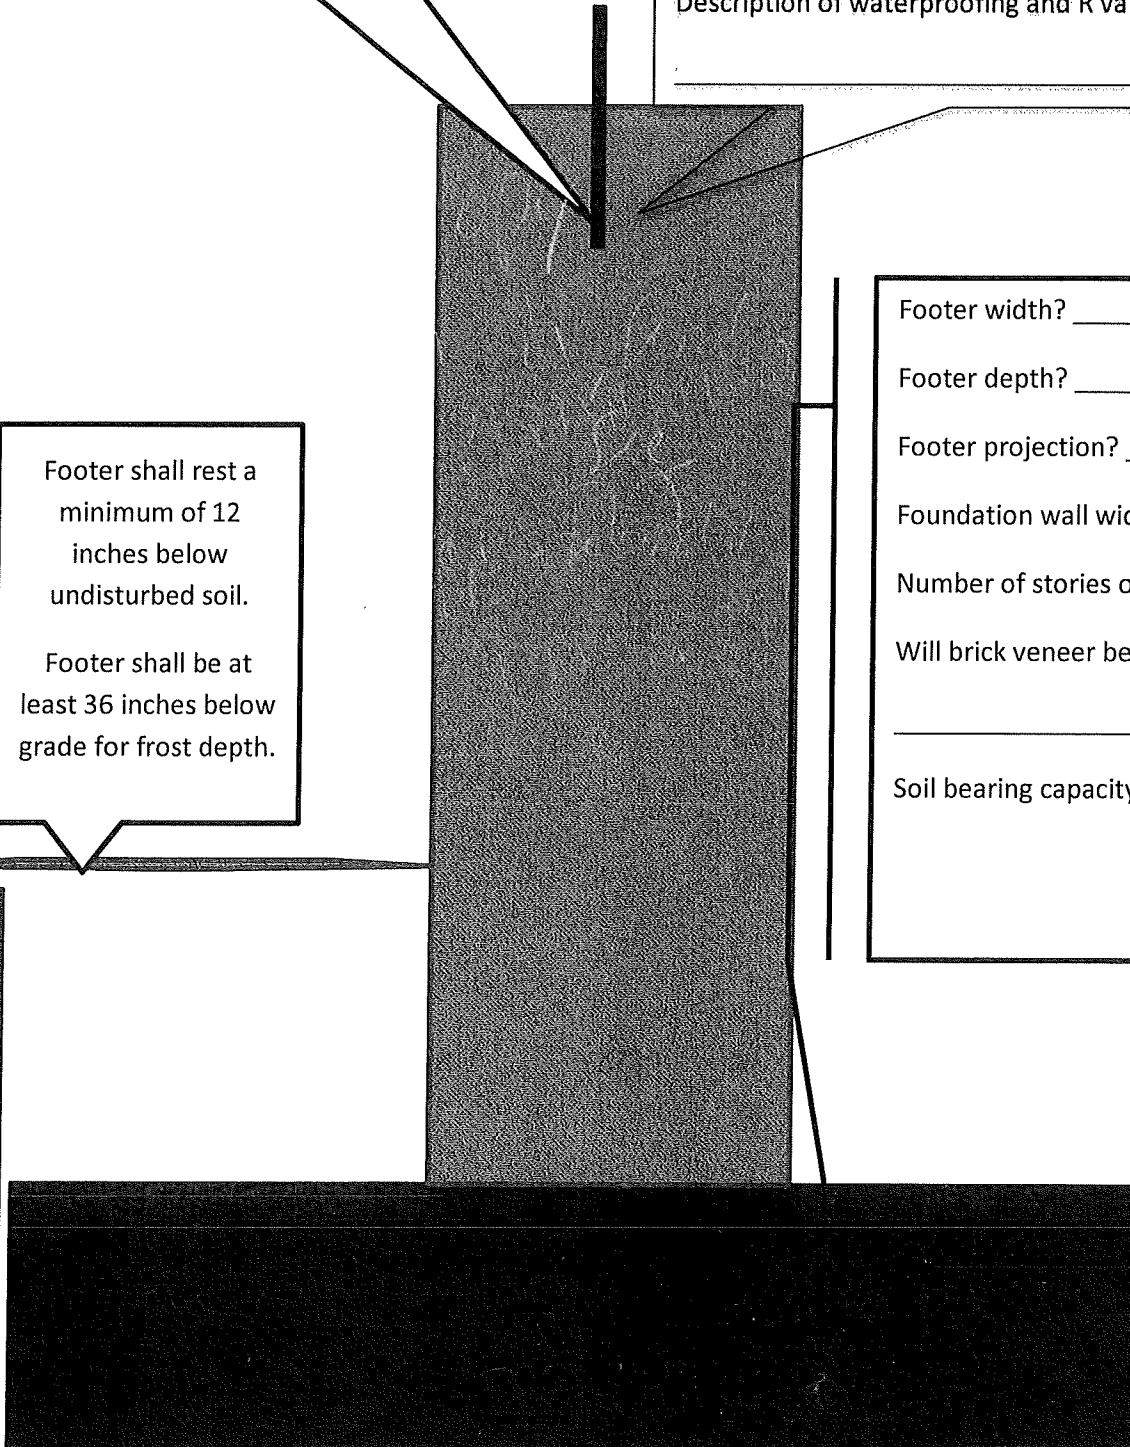 Description of waterproofing and R va
Footer width?
Footer depth?
Footer projection?
Foundation wall wid
Number of stories o
Will brick veneer be
Soil bearing capacity
Footer shall rest a
minimum of 12
inches below
undisturbed soil.
Footer shall be at
least 36 inches below
grade for frost depth.